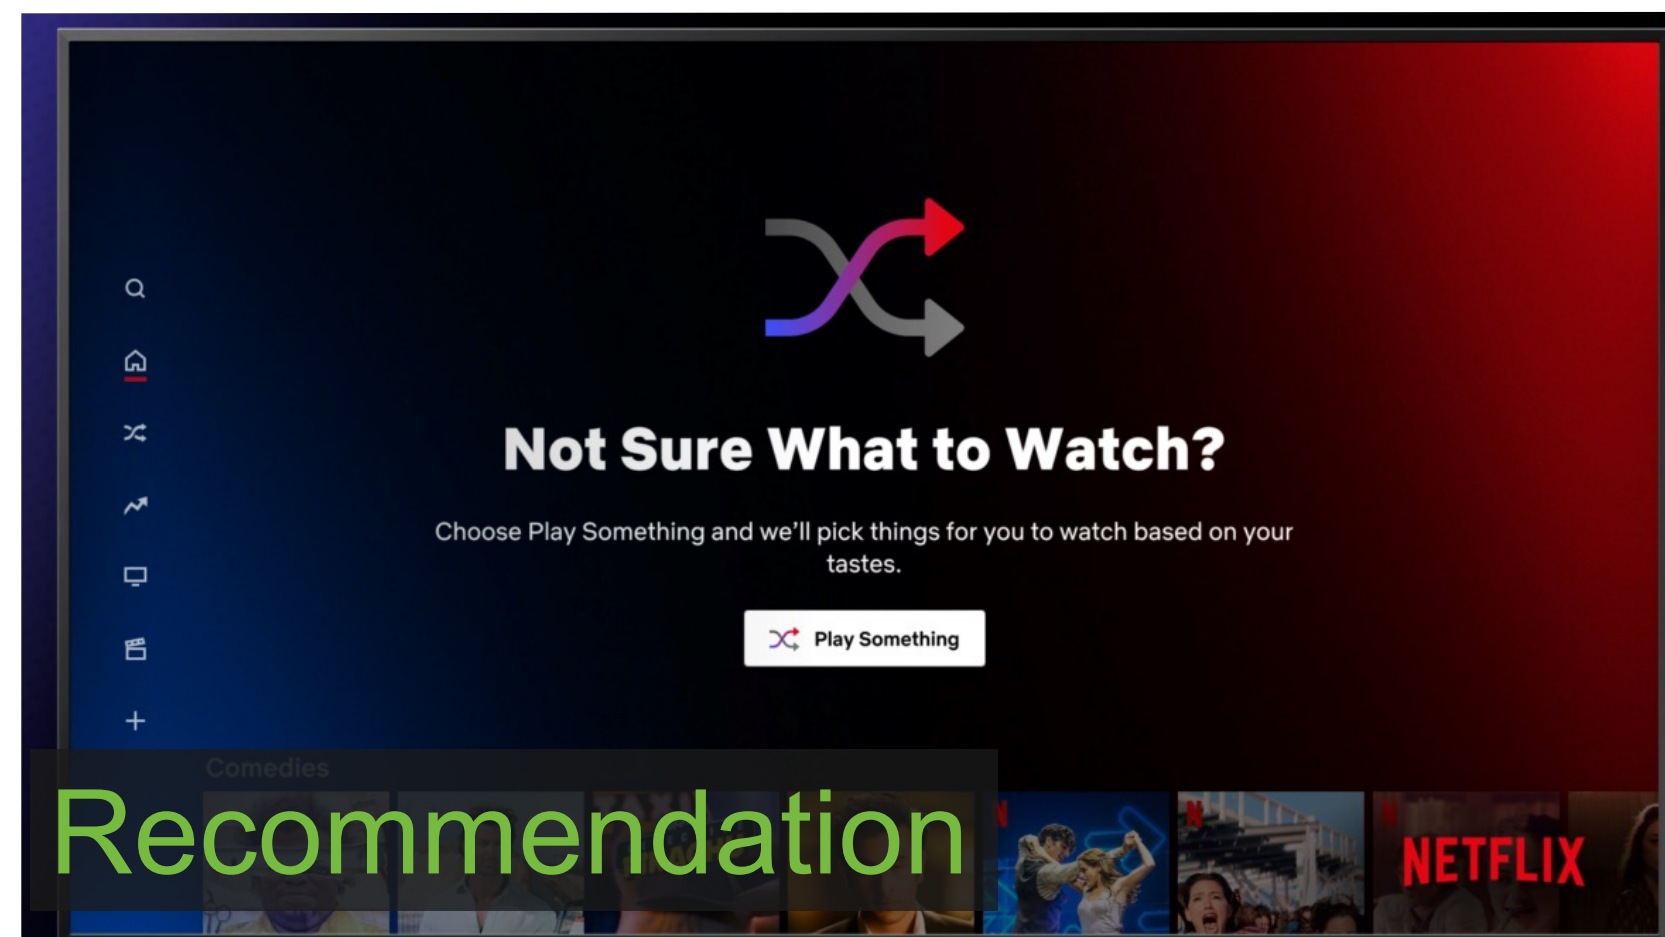 Not Sure What to Watch?
Choose Play Something and we'll pick things for you to watch based on your
tastes.
Play Something
Comedies
Recommendation
NETFLIX